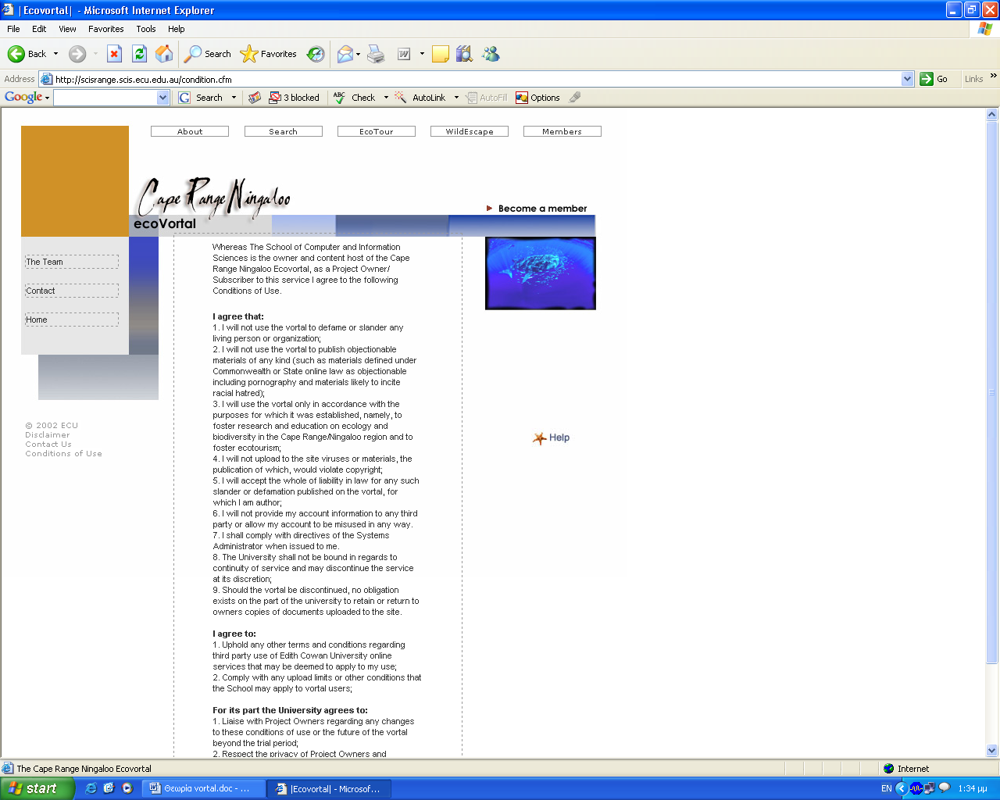 |Ecovortal| - Microsoft Internet Explorer
File Edit View Favorites Tools Help
Back Search Favorites
Address http://scisrange.scis.ecu.edu.au/condition.cfm Go Links »
Google Search 3 blocked ABC Check AutoLink AutoFill Options
About Search EcoTour WildEscape Members
Cape Range Ningaloo
ecoVortal
Become a member
The Team
Contact
Home
© 2002 ECU
Disclaimer
Contact Us
Conditions of Use
Whereas The School of Computer and Information
Sciences is the owner and content host of the Cape
Range Ningaloo Ecovortal, as a Project Owner/
Subscriber to this service I agree to the following
Conditions of Use.
I agree that:
1. I will not use the vortal to defame or slander any
living person or organization;
2. I will not use the vortal to publish objectionable
materials of any kind (such as materials defined under
Commonwealth or State online law as objectionable
including pornography and materials likely to incite
racial hatred);
3. I will use the vortal only in accordance with the
purposes for which it was established, namely, to
foster research and education on ecology and
biodiversity in the Cape Range/Ningaloo region and to
foster ecotourism;
4. I will not upload to the site viruses or materials, the
publication of which, would violate copyright;
5. I will accept the whole of liability in law for any such
slander or defamation published on the vortal, for
which I am author;
6. I will not provide my account information to any third
party or allow my account to be misused in any way.
7. I shall comply with directives of the Systems
Administrator when issued to me.
8. The University shall not be bound in regards to
continuity of service and may discontinue the service
at its discretion;
9. Should the vortal be discontinued, no obligation
exists on the part of the university to retain or return to
owners copies of documents uploaded to the site.
I agree to:
1. Uphold any other terms and conditions regarding
third party use of Edith Cowan University online
services that may be deemed to apply to my use;
2. Comply with any upload limits or other conditions that
the School may apply to vortal users;
For its part the University agrees to:
1. Liaise with Project Owners regarding any changes
to these conditions of use or the future of the vortal
beyond the trial period;
2. Respect the privacy of Project Owners and
Help
The Cape Range Ningaloo Ecovortal Internet
start Θεωρία vortal.doc - ... |Ecovortal| - Microsof... EN 1:34 μμ